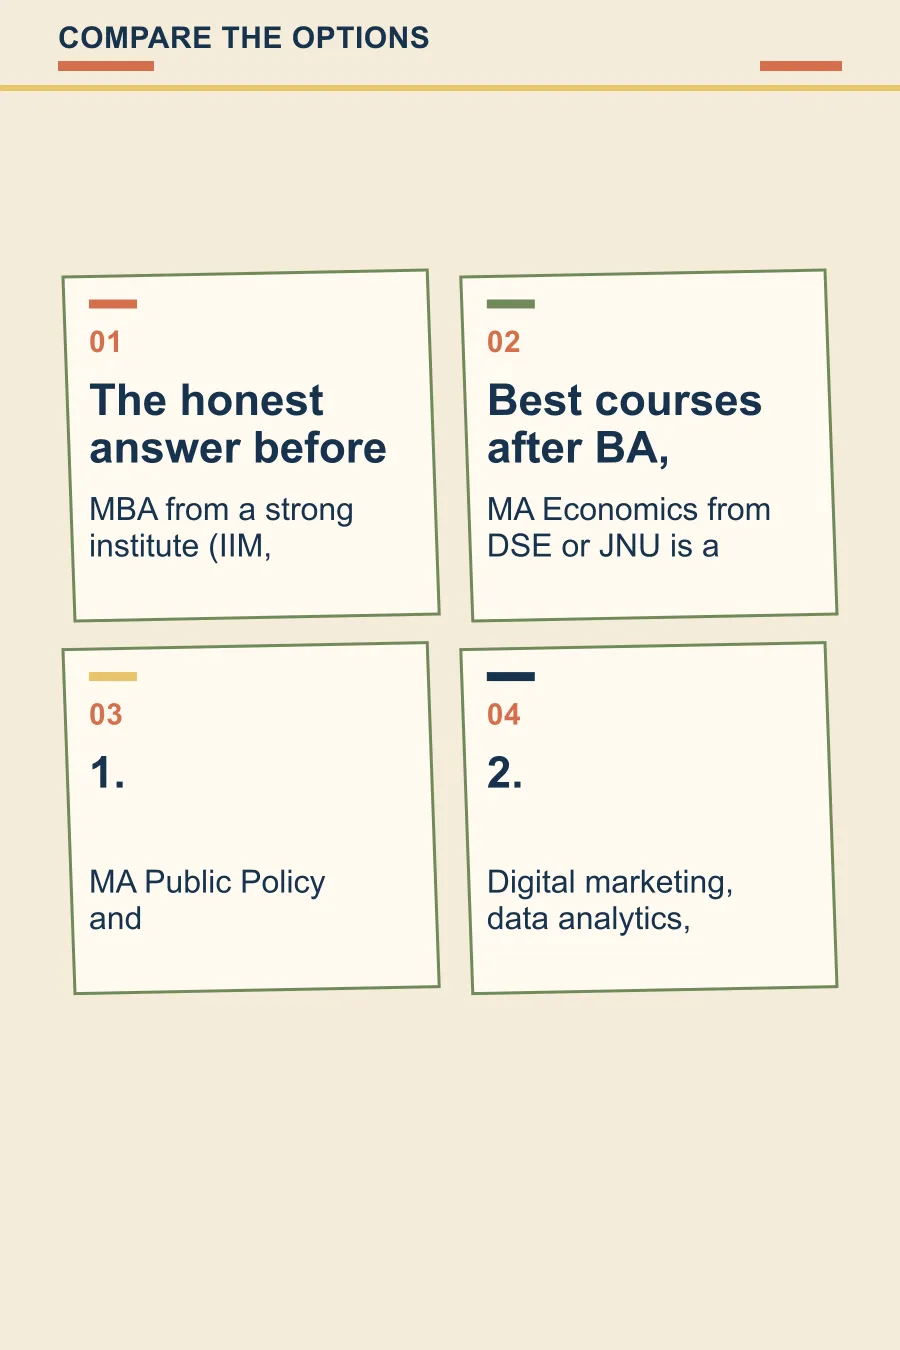 COMPARE THE OPTIONS
01
The honest
answer before
MBA from a strong
institute (IIM,
02
Best courses
after BA,
MA Economics from
DSE or JNU is a
03
1.
MA Public Policy
and
04
2.
Digital marketing,
data analytics,